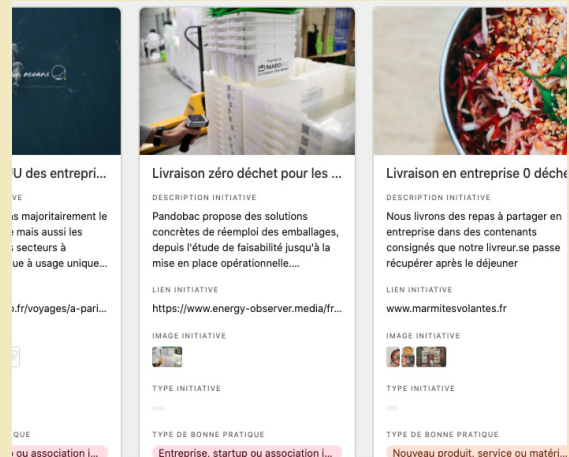 oceans
U des entrepri...
VE
s majoritairement le
mais aussi les
secteurs à
ue à usage unique...
.fr/voyages/a-pari...
QUE
ou association i...
PANDO
Livraison zéro déchet pour les ...
DESCRIPTION INITIATIVE
Pandobac propose des solutions
concrètes de réemploi des emballages,
depuis l'étude de faisabilité jusqu'à la
mise en place opérationnelle....
LIEN INITIATIVE
https://www.energy-observer.media/fr...
IMAGE INITIATIVE
TYPE INITIATIVE
TYPE DE BONNE PRATIQUE
Entreprise, startup ou association i...
Livraison en entreprise 0 déche
DESCRIPTION INITIATIVE
Nous livrons des repas à partager en
entreprise dans des contenants
consignés que notre livreur.se passe
récupérer après le déjeuner
LIEN INITIATIVE
www.marmitesvolantes.fr
IMAGE INITIATIVE
TYPE INITIATIVE
TYPE DE BONNE PRATIQUE
Nouveau produit, service ou matéri...